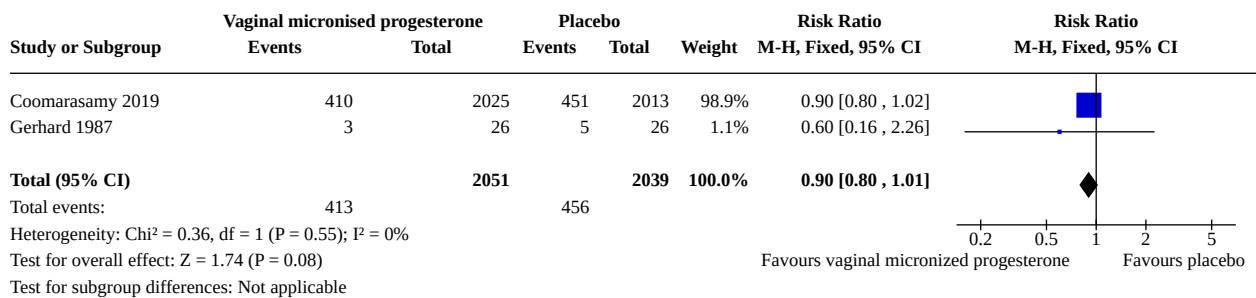 Vaginal micronised progesterone Placebo Risk Ratio Risk Ratio
Study or Subgroup Events Total Events Total Weight M-H, Fixed, 95% CI M-H, Fixed, 95% CI
Coomarasamy 2019 410 2025 451 2013 98.9% 0.90 [0.80 , 1.02]
Gerhard 1987 3 26 5 26 1.1% 0.60 [0.16 , 2.26]
Total (95% CI) 2051 2039 100.0% 0.90 [0.80 , 1.01]
Total events: 413 456
Heterogeneity: Chi² = 0.36, df = 1 (P = 0.55); I² = 0%
0.2 0.5 1 2 5
Test for overall effect: Z = 1.74 (P = 0.08)
Favours vaginal micronized progesterone Favours placebo
Test for subgroup differences: Not applicable